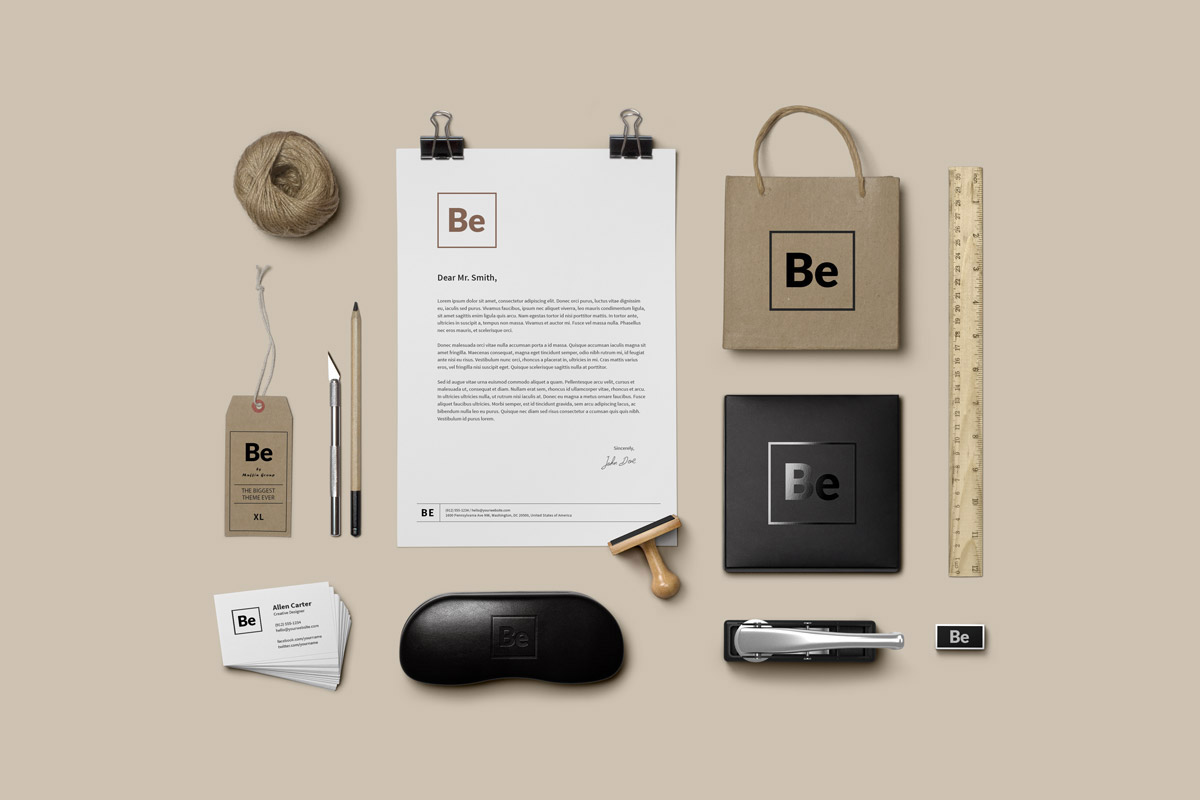 Be
Dear Mr. Smith,
Lorem ipsum dolor sit amet, consectetur adipiscing elit. Donec orci purus, luctus vitae dignissim
eu, iaculis sed purus. Vivamus faucibus, ipsum nec aliquet viverra, leo mauris condimentum ligula,
sit amet sagittis enim ligula quis arcu. Nam egestas tortor id nisi porttitor mattis. In tortor ante,
ultricies in suscipit a, tempus non massa. Vivamus et auctor mi. Fusce vel massa nulla. Phasellus
nec eros mauris, et scelerisque orci.
Donec malesuada orci vitae nulla accumsan porta a id massa. Quisque accumsan iaculis magna sit
amet fringilla. Maecenas consequat, magna eget tincidunt semper, odio nibh rutrum mi, id feugiat
ante nisi eu risus. Vestibulum nunc orci, rhoncus a placerat in, ultricies in mi. Cras mattis varius
eros, vel fringilla nisi suscipit eget. Quisque scelerisque sagittis nulla at porttitor.
Sed id augue vitae urna euismod commodo aliquet a quam. Pellentesque arcu velit, cursus et
malesuada ut, consequat et diam. Nullam erat sem, rhoncus id ullamcorper vitae, rhoncus et arcu.
In ultricies ultricies nulla, ut rutrum nisi at. Donec eu magna id lectus interdum tincidunt. Fusce
aliquet faucibus ultricies. Morbi semper, est id tincidunt gravida, sem arcu adipiscing lacus, ac
bibendum nulla leo eu purus. Quisque nec diam sed risus consectetur a cumsan quis quis nibh.
Vestibulum id purus lorem.
Sincerely,
John Doe
BE
(912) 555-1234 / hello@yourwebsite.com
1600 Pennsylvania Ave NW, Washington, DC 20500, United States of America
Be
Be
by
Muffin Group
THE BIGGEST
THEME EVER
XL
Be
Be
Allen Carter
Creative Designer
(912) 555-1234
hello@yourwebsite.com
facebook.com/yourname
twitter.com/yourname
Be
Be